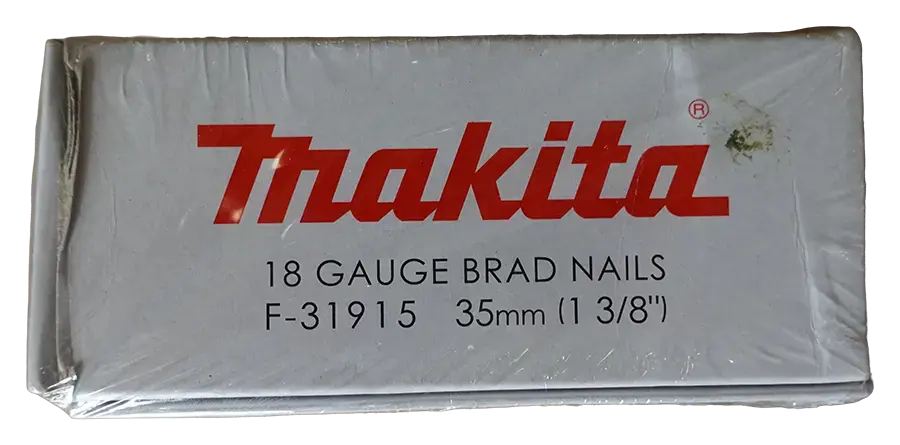 makita®
18 GAUGE BRAD NAILS
F-31915 35mm (1 3/8")